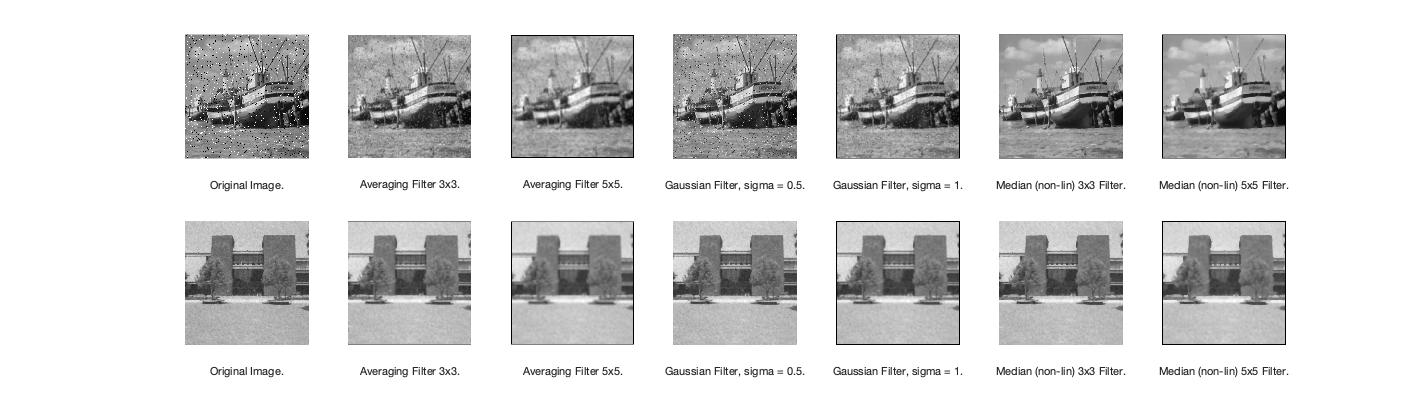 Original Image.
Averaging Filter 3x3.
Averaging Filter 5x5.
Gaussian Filter, sigma = 0.5.
Gaussian Filter, sigma = 1.
Median (non-lin) 3x3 Filter.
Median (non-lin) 5x5 Filter.
Original Image.
Averaging Filter 3x3.
Averaging Filter 5x5.
Gaussian Filter, sigma = 0.5.
Gaussian Filter, sigma = 1.
Median (non-lin) 3x3 Filter.
Median (non-lin) 5x5 Filter.